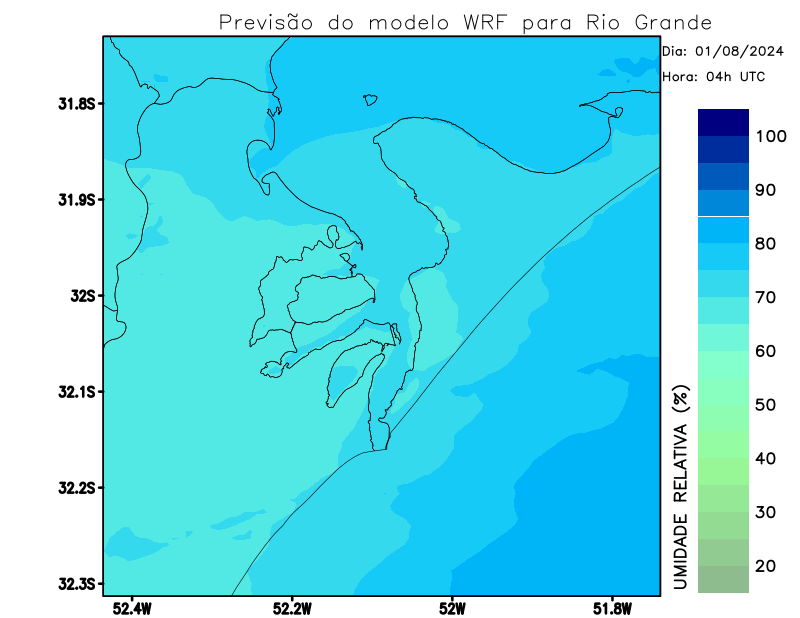 Previsão do modelo WRF para Rio Grande
Dia: 01/08/2024
Hora: 04h UTC
31.8S
31.9S
32S
32.1S
32.2S
32.3S
52.4W 52.2W 52W 51.8W
UMIDADE RELATIVA (%)
100
90
80
70
60
50
40
30
20